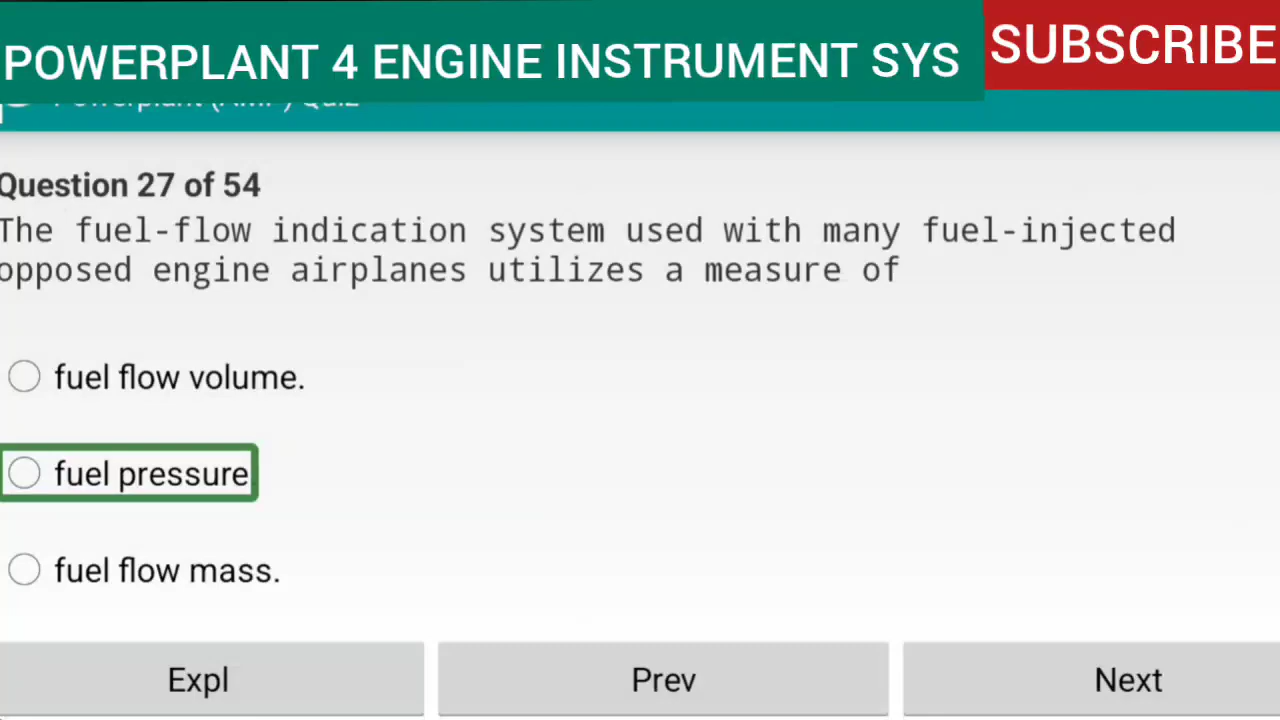 POWERPLANT 4 ENGINE INSTRUMENT SYS
SUBSCRIBE
Question 27 of 54
The fuel-flow indication system used with many fuel-injected
opposed engine airplanes utilizes a measure of
fuel flow volume.
fuel pressure
fuel flow mass.
Expl
Prev
Next